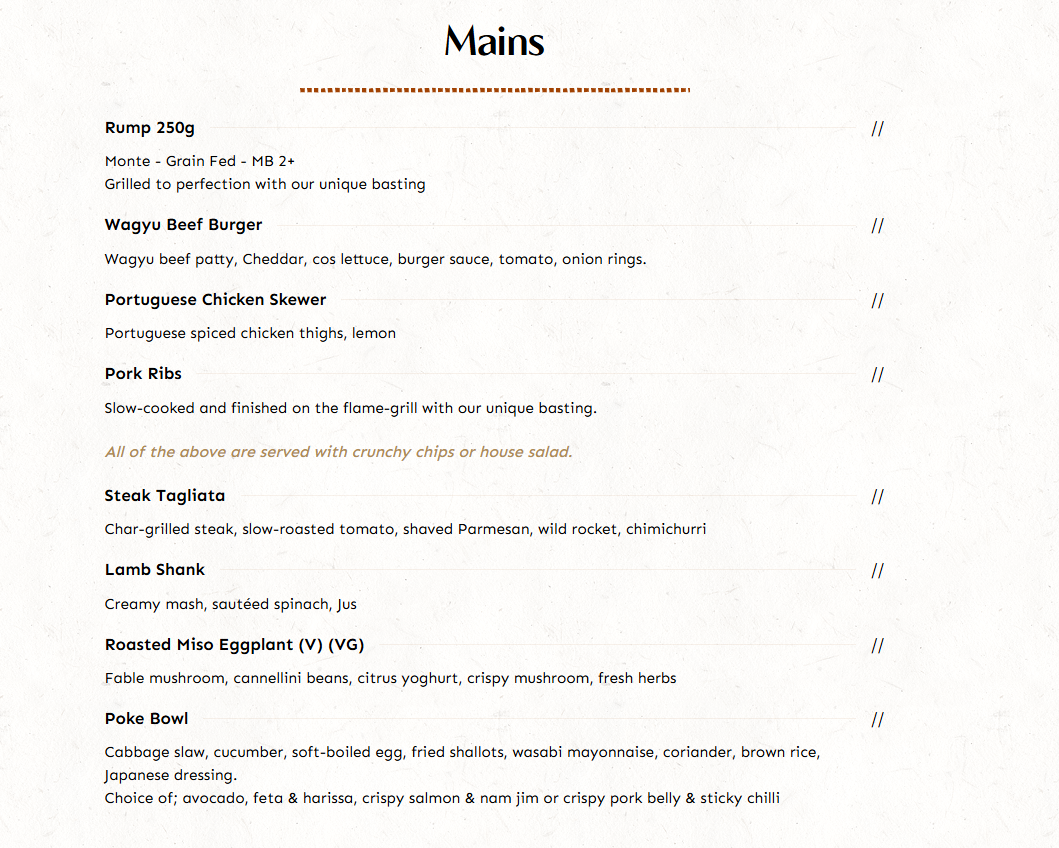 Mains
Rump 250g //
Monte - Grain Fed - MB 2+
Grilled to perfection with our unique basting
Wagyu Beef Burger //
Wagyu beef patty, Cheddar, cos lettuce, burger sauce, tomato, onion rings.
Portuguese Chicken Skewer //
Portuguese spiced chicken thighs, lemon
Pork Ribs //
Slow-cooked and finished on the flame-grill with our unique basting.
All of the above are served with crunchy chips or house salad.
Steak Tagliata //
Char-grilled steak, slow-roasted tomato, shaved Parmesan, wild rocket, chimichurri
Lamb Shank //
Creamy mash, sautéed spinach, Jus
Roasted Miso Eggplant (V) (VG) //
Fable mushroom, cannellini beans, citrus yoghurt, crispy mushroom, fresh herbs
Poke Bowl //
Cabbage slaw, cucumber, soft-boiled egg, fried shallots, wasabi mayonnaise, coriander, brown rice,
Japanese dressing.
Choice of; avocado, feta & harissa, crispy salmon & nam jim or crispy pork belly & sticky chilli